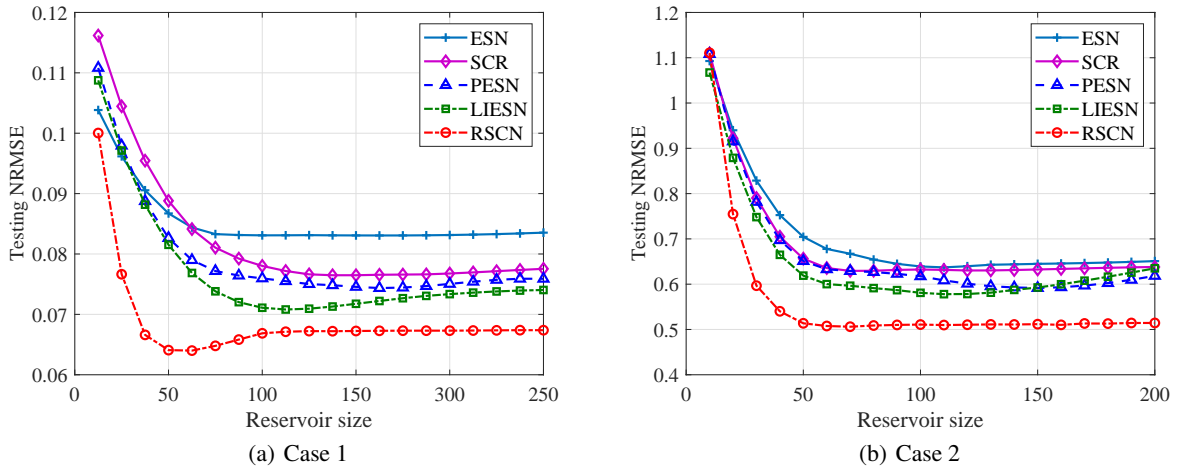 0.12
0.11
0.1
0.09
0.08
0.07
0.06
Testing NRMSE
ESN
SCR
PESN
LIESN
RSCN
0 50 100 150 300 250
Reservoir size
(a) Case 1
1.2
1.1
1
0.9
0.8
0.7
0.6
0.5
0.4
Testing NRMSE
ESN
SCR
PESN
LIESN
RSCN
0 50 100 150 200
Reservoir size
(b) Case 2